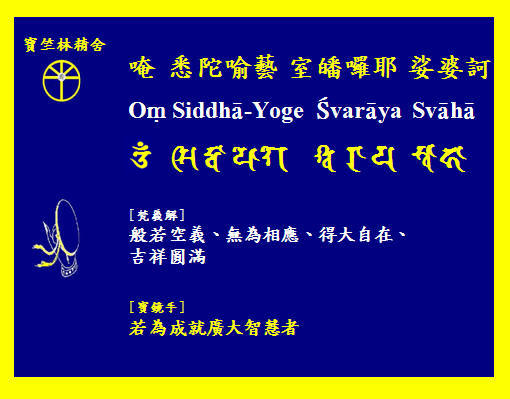 寶竺林精舍
唵 悉陀喻藝 室皤囉耶 娑婆訶
Oṃ Siddhā-Yoge Śvarāya Svāhā
[梵義解]
般若空義、無為相應、得大自在、
吉祥圓滿
[寶鏡手]
若為成就廣大智慧者